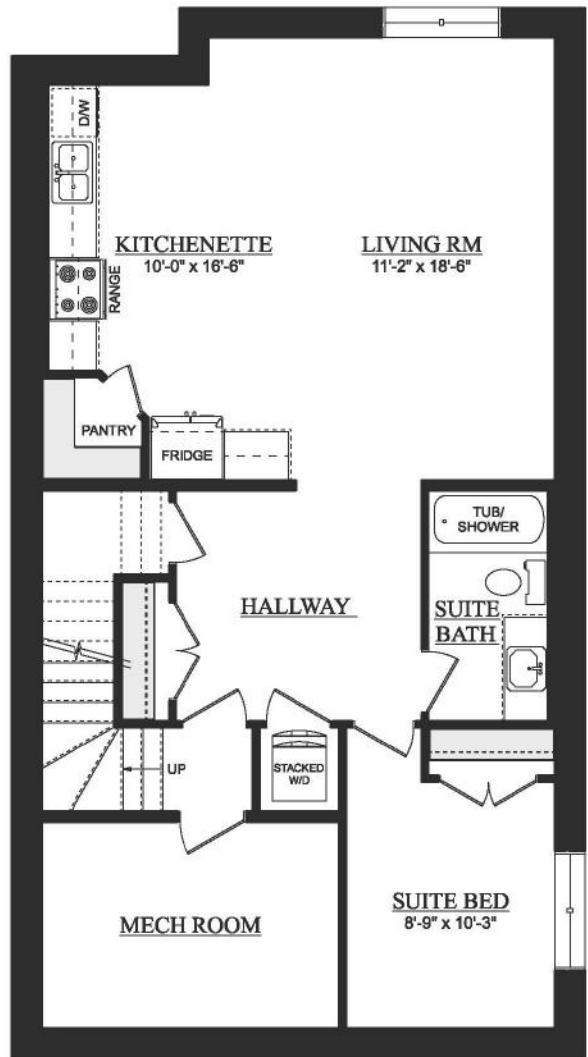 D/W
KITCHENETTE
10'-0" x 16'-6"
LIVING RM
11'-2" x 18'-6"
RANGE
PANTRY
FRIDGE
TUB/
SHOWER
HALLWAY
SUITE
BATH
UP
STACKED
W/D
MECH ROOM
SUITE BED
8'-9" x 10'-3"